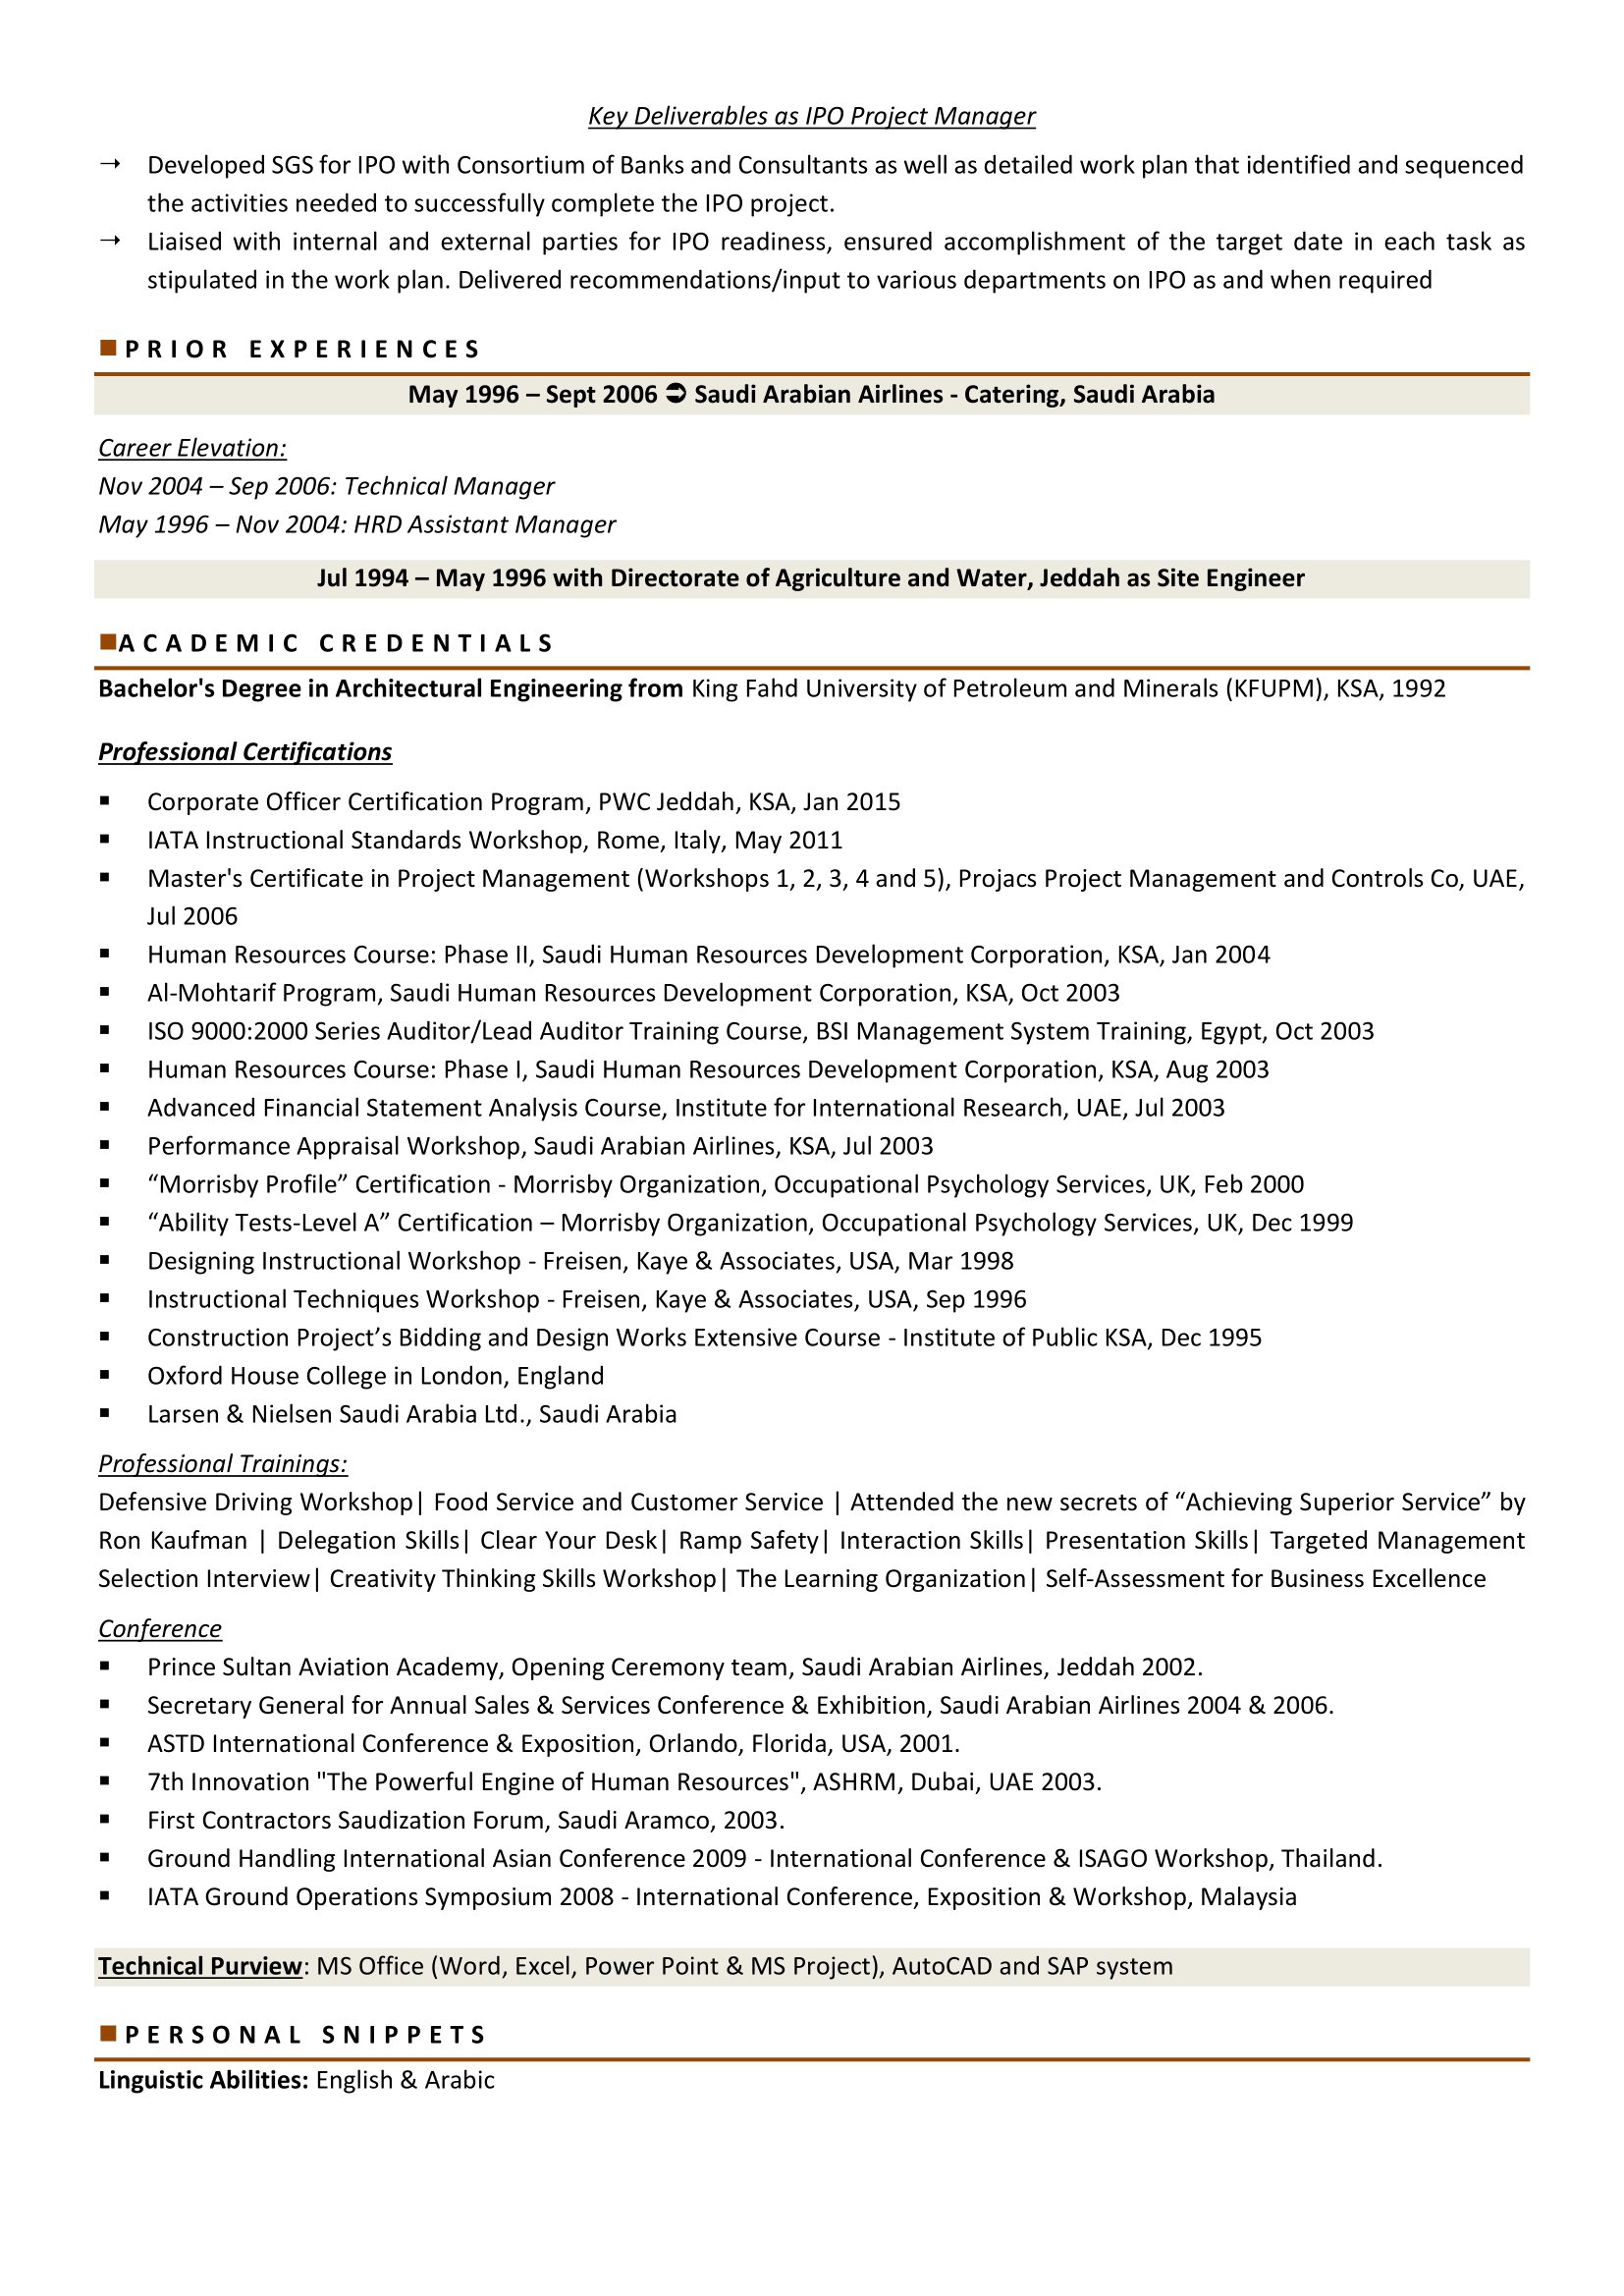 Key Deliverables as IPO Project Manager
→ Developed SGS for IPO with Consortium of Banks and Consultants as well as detailed work plan that identified and sequenced
the activities needed to successfully complete the IPO project.
→ Liaised with internal and external parties for IPO readiness, ensured accomplishment of the target date in each task as
stipulated in the work plan. Delivered recommendations/input to various departments on IPO as and when required
■ PRIOR EXPERIENCES
May 1996 – Sept 2006 ➲ Saudi Arabian Airlines - Catering, Saudi Arabia
Career Elevation:
Nov 2004 – Sep 2006: Technical Manager
May 1996 – Nov 2004: HRD Assistant Manager
Jul 1994 – May 1996 with Directorate of Agriculture and Water, Jeddah as Site Engineer
■ACADEMIC CREDENTIALS
Bachelor's Degree in Architectural Engineering from King Fahd University of Petroleum and Minerals (KFUPM), KSA, 1992
Professional Certifications
▪ Corporate Officer Certification Program, PWC Jeddah, KSA, Jan 2015
▪ IATA Instructional Standards Workshop, Rome, Italy, May 2011
▪ Master's Certificate in Project Management (Workshops 1, 2, 3, 4 and 5), Projacs Project Management and Controls Co, UAE,
Jul 2006
▪ Human Resources Course: Phase II, Saudi Human Resources Development Corporation, KSA, Jan 2004
▪ Al-Mohtarif Program, Saudi Human Resources Development Corporation, KSA, Oct 2003
▪ ISO 9000:2000 Series Auditor/Lead Auditor Training Course, BSI Management System Training, Egypt, Oct 2003
▪ Human Resources Course: Phase I, Saudi Human Resources Development Corporation, KSA, Aug 2003
▪ Advanced Financial Statement Analysis Course, Institute for International Research, UAE, Jul 2003
▪ Performance Appraisal Workshop, Saudi Arabian Airlines, KSA, Jul 2003
▪ “Morrisby Profile” Certification - Morrisby Organization, Occupational Psychology Services, UK, Feb 2000
▪ “Ability Tests-Level A” Certification – Morrisby Organization, Occupational Psychology Services, UK, Dec 1999
▪ Designing Instructional Workshop - Freisen, Kaye & Associates, USA, Mar 1998
▪ Instructional Techniques Workshop - Freisen, Kaye & Associates, USA, Sep 1996
▪ Construction Project’s Bidding and Design Works Extensive Course - Institute of Public KSA, Dec 1995
▪ Oxford House College in London, England
▪ Larsen & Nielsen Saudi Arabia Ltd., Saudi Arabia
Professional Trainings:
Defensive Driving Workshop| Food Service and Customer Service | Attended the new secrets of “Achieving Superior Service” by
Ron Kaufman | Delegation Skills| Clear Your Desk| Ramp Safety| Interaction Skills| Presentation Skills| Targeted Management
Selection Interview| Creativity Thinking Skills Workshop| The Learning Organization| Self-Assessment for Business Excellence
Conference
▪ Prince Sultan Aviation Academy, Opening Ceremony team, Saudi Arabian Airlines, Jeddah 2002.
▪ Secretary General for Annual Sales & Services Conference & Exhibition, Saudi Arabian Airlines 2004 & 2006.
▪ ASTD International Conference & Exposition, Orlando, Florida, USA, 2001.
▪ 7th Innovation "The Powerful Engine of Human Resources", ASHRM, Dubai, UAE 2003.
▪ First Contractors Saudization Forum, Saudi Aramco, 2003.
▪ Ground Handling International Asian Conference 2009 - International Conference & ISAGO Workshop, Thailand.
▪ IATA Ground Operations Symposium 2008 - International Conference, Exposition & Workshop, Malaysia
Technical Purview: MS Office (Word, Excel, Power Point & MS Project), AutoCAD and SAP system
■ PERSONAL SNIPPETS
Linguistic Abilities: English & Arabic